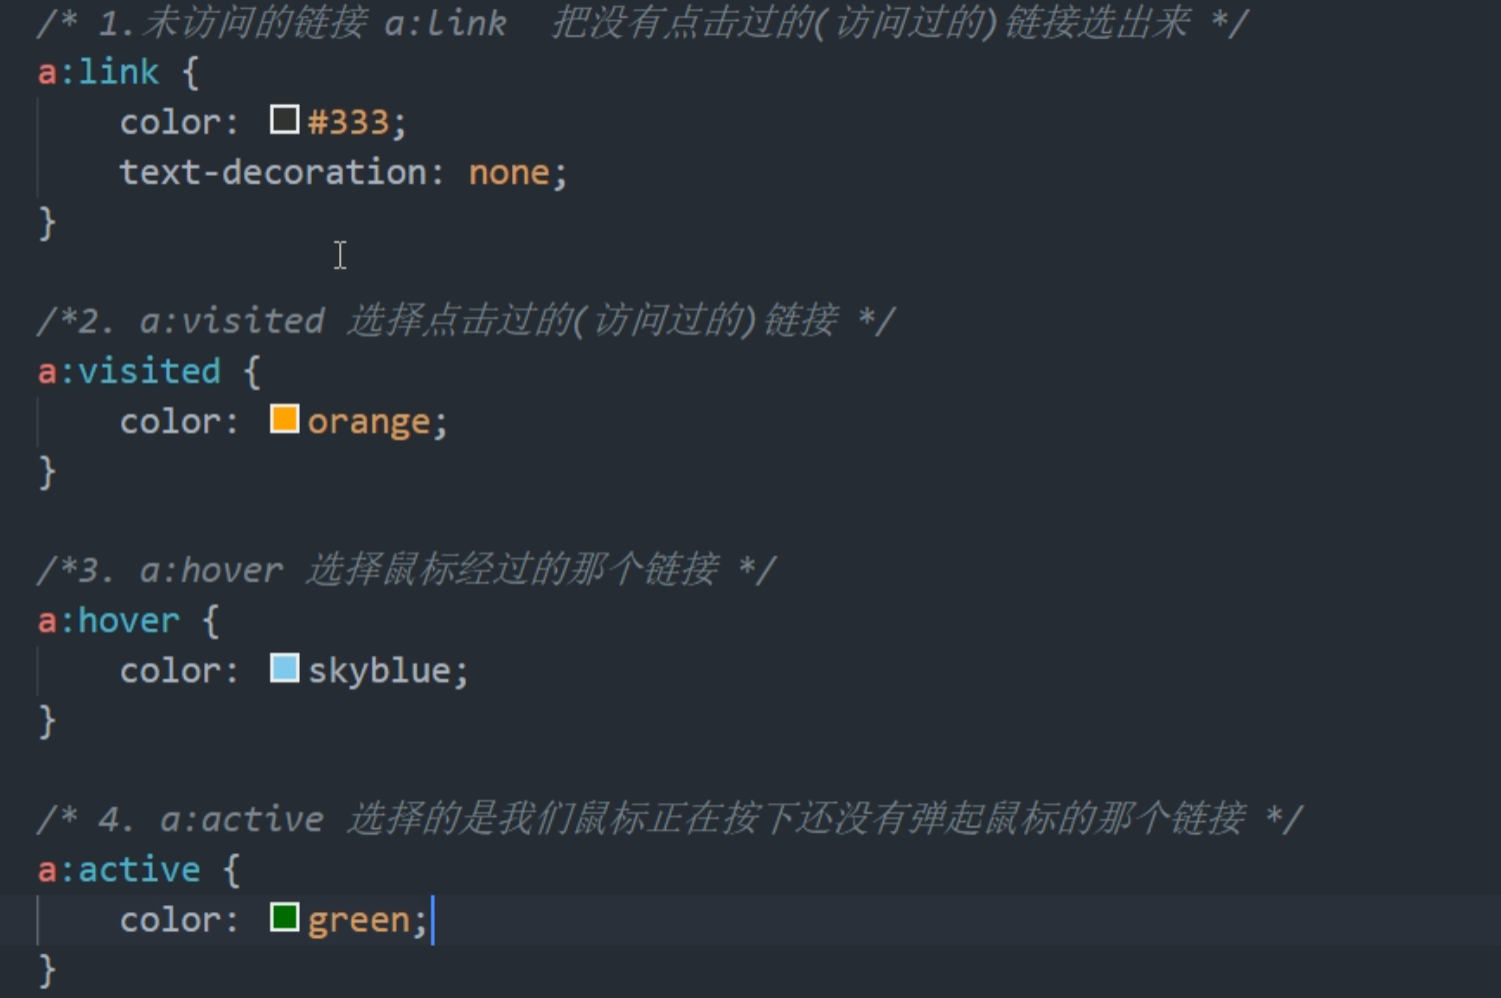 /* 1.未访问的链接 a:link  把没有点击过的(访问过的)链接选出来 */
a:link {
    color: #333;
    text-decoration: none;
}
/*2. a:visited 选择点击过的(访问过的)链接 */
a:visited {
    color: orange;
}
/*3. a:hover 选择鼠标经过的那个链接 */
a:hover {
    color: skyblue;
}
/* 4. a:active 选择的是我们鼠标正在按下还没有弹起鼠标的那个链接 */
a:active {
    color: green;
}